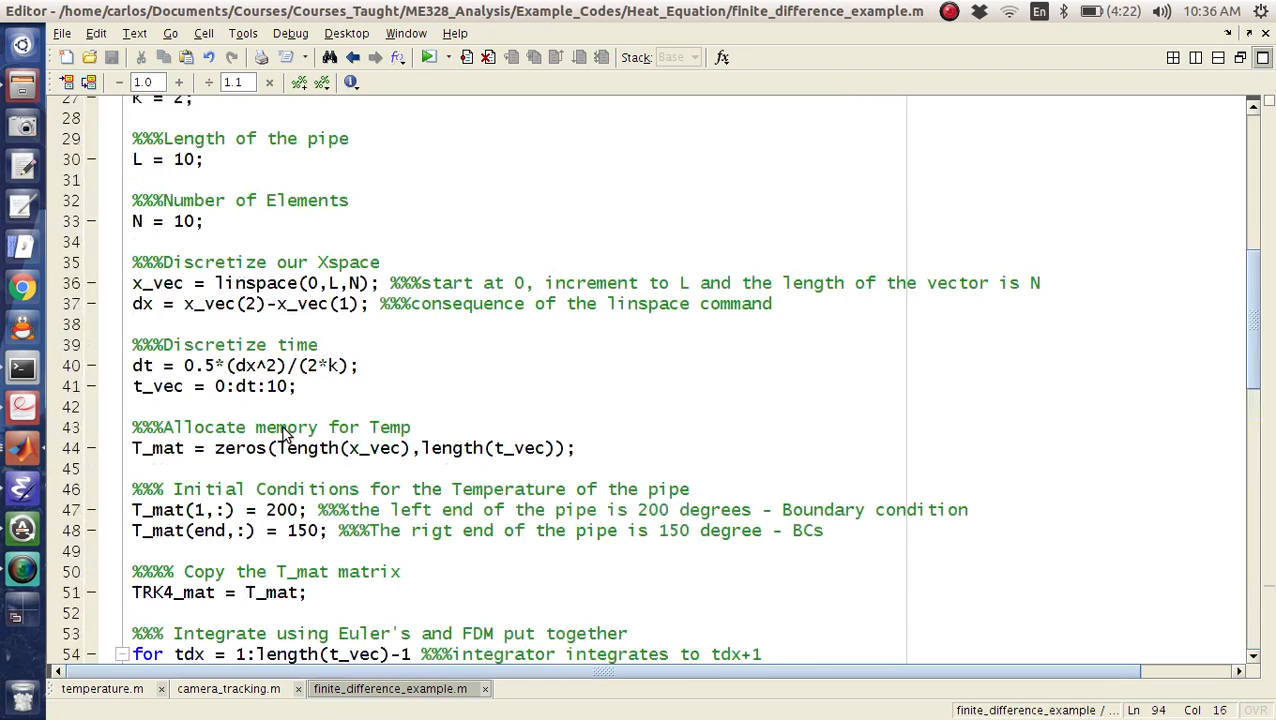 Editor - /home/carlos/Documents/Courses/Courses_Taught/ME323_Analysis/Example_Codes/Heat_Equation/finite_difference_example.m
En (4:22) 10:36 AM
File Edit Text Go Cell Tools Debug Desktop Window Help
Stack: Base fx
− 1.0 + ÷ 1.1 ×
27 − k = 2;
28
29 %%%Length of the pipe
30 − L = 10;
31
32 %%%Number of Elements
33 − N = 10;
34
35 %%%Discretize our Xspace
36 − x_vec = linspace(0,L,N); %%%start at 0, increment to L and the length of the vector is N
37 − dx = x_vec(2)-x_vec(1); %%%consequence of the linspace command
38
39 %%%Discretize time
40 − dt = 0.5*(dx^2)/(2*k);
41 − t_vec = 0:dt:10;
42
43 %%%Allocate memory for Temp
44 − T_mat = zeros(length(x_vec),length(t_vec));
45
46 %%% Initial Conditions for the Temperature of the pipe
47 − T_mat(1,:) = 200; %%%the left end of the pipe is 200 degrees - Boundary condition
48 − T_mat(end,:) = 150; %%%The rigt end of the pipe is 150 degree - BCs
49
50 %%%% Copy the T_mat matrix
51 − TRK4_mat = T_mat;
52
53 %%% Integrate using Euler's and FDM put together
54 − for tdx = 1:length(t_vec)-1 %%%integrator integrates to tdx+1
temperature.m × camera_tracking.m × finite_difference_example.m ×
finite_difference_example / ... Ln 94 Col 16 OVR